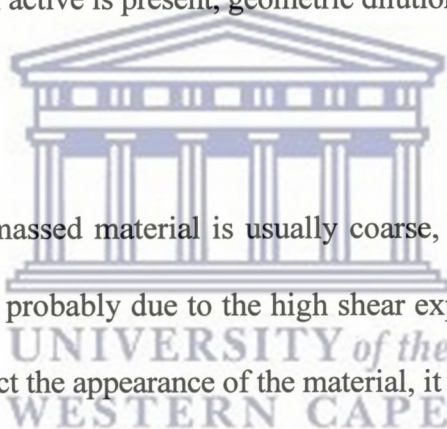 active is present, geometric dilution
massed material is usually coarse,
probably due to the high shear
UNIVERSITY of the
ct the appearance of the material, it
WESTERN CAPE